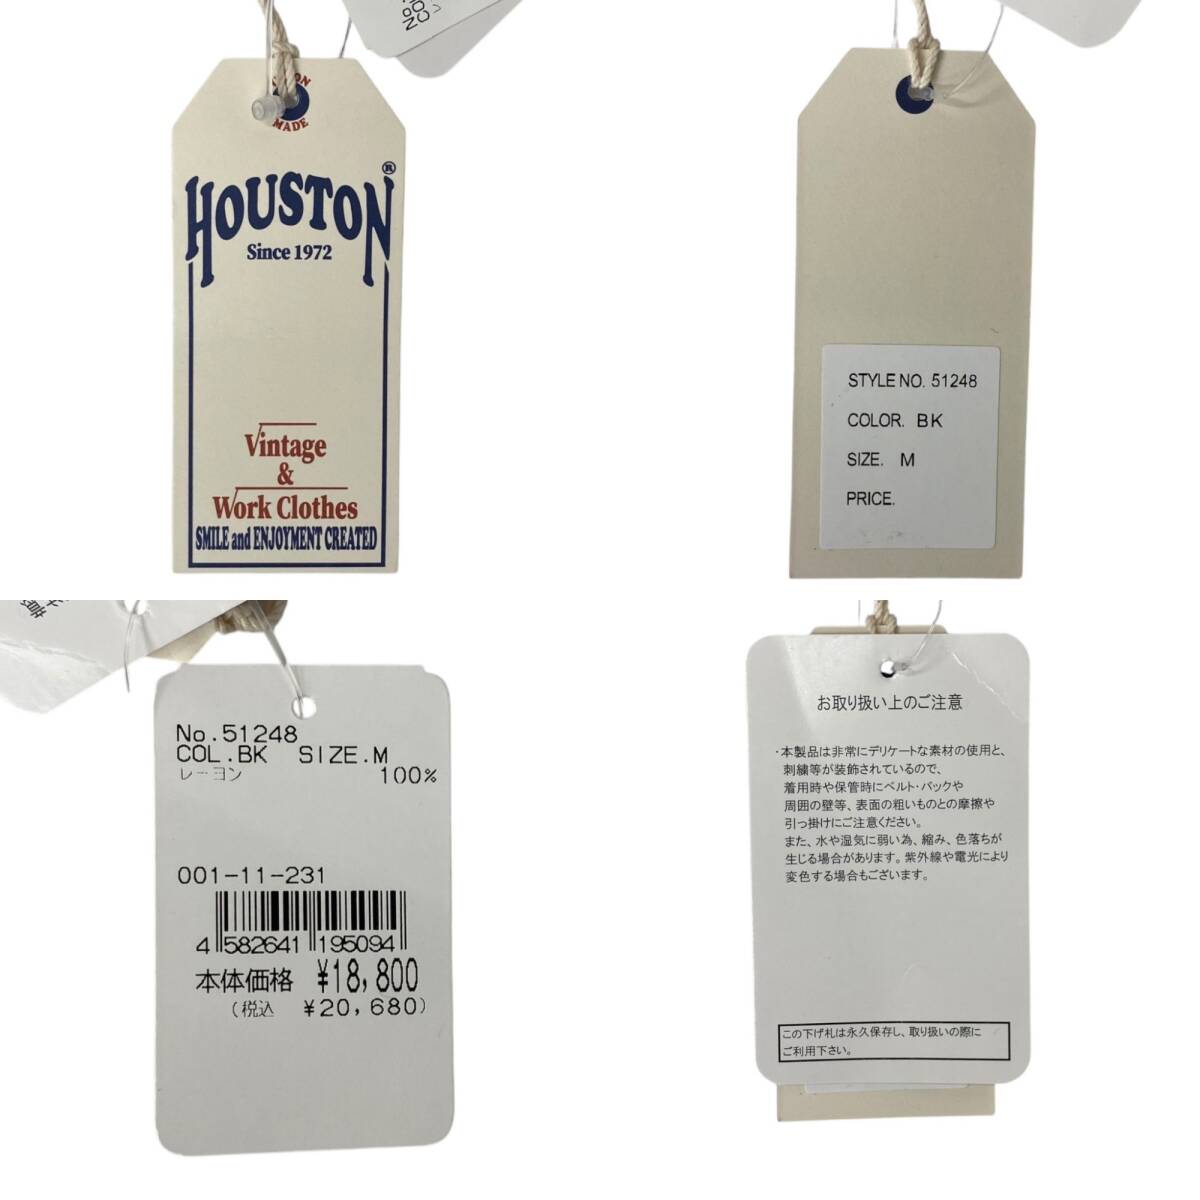 MADE
HOUSTON®
Since 1972
Vintage
&
Work Clothes
SMILE and ENJOYMENT CREATED
STYLE NO. 51248
COLOR. BK
SIZE. M
PRICE.
No.51248
COL.BK SIZE.M
レーヨン 100%
001-11-231
4 582641 195094
本体価格 ¥18,800
(税込 ¥20,680)
お取り扱い上のご注意
・本製品は非常にデリケートな素材の使用と、
刺繍等が装飾されているので、
着用時や保管時にベルト・バックや
周囲の壁等、表面の粗いものとの摩擦や
引っ掛けにご注意ください。
また、水や湿気に弱い為、縮み、色落ちが
生じる場合があります。紫外線や電光により
変色する場合もございます。
この下げ札は永久保存し、取り扱いの際に
ご利用下さい。